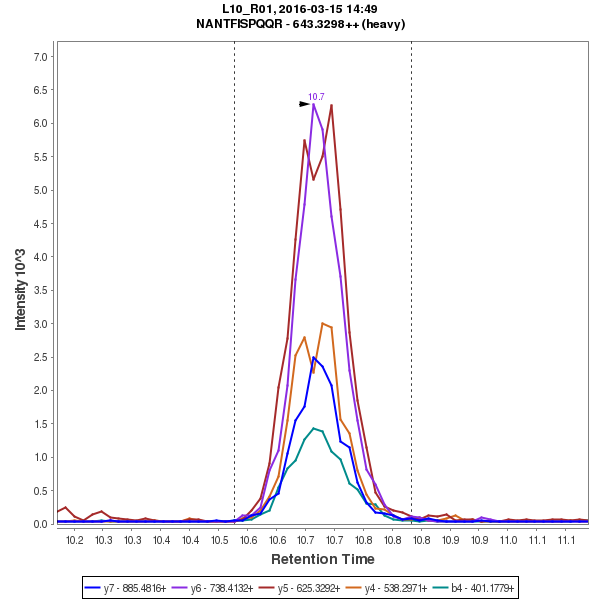 L10_R01, 2016-03-15 14:49
NANTFISPQQR - 643.3298++ (heavy)
Intensity 10^3
7.0
6.5
6.0
5.5
5.0
4.5
4.0
3.5
3.0
2.5
2.0
1.5
1.0
0.5
0.0
10.7
10.2 10.4 10.4 10.4 10.5 10.5 10.6 10.6 10.7 10.7 10.8 10.8 10.9 10.9 11.0 11.0 11.1 11.1
Retention Time
y7 - 885.4816+ y6 - 738.4132+ y5 - 625.3292+ y4 - 538.2971+ b4 - 401.1779+